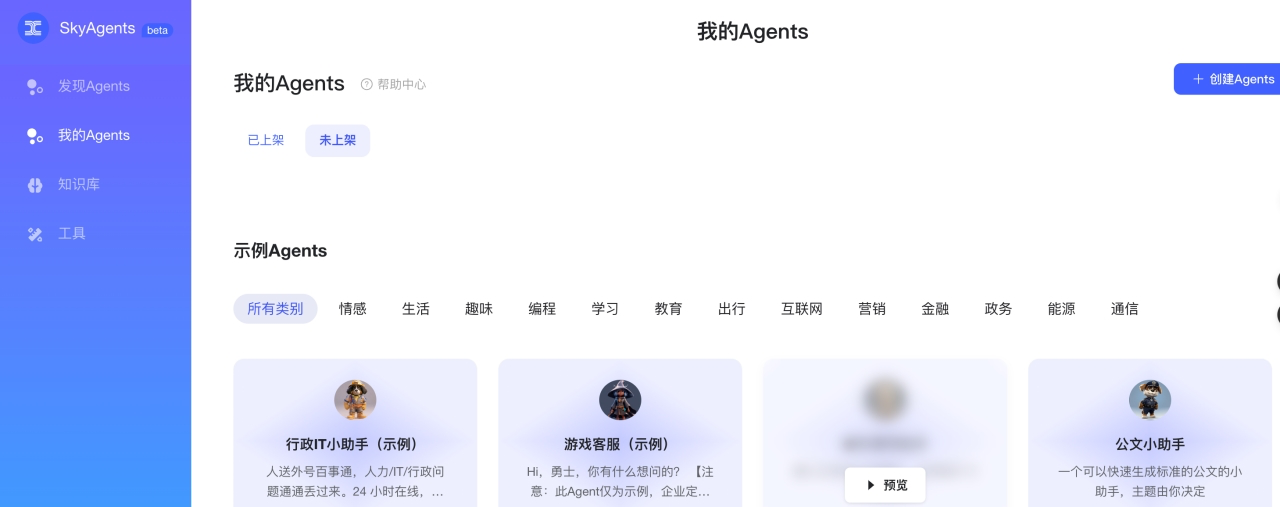 SkyAgents beta
发现Agents
我的Agents
知识库
工具
我的Agents
我的Agents 帮助中心
创建Agents
已上架 未上架
示例Agents
所有类别 情感 生活 趣味 编程 学习 教育 出行 互联网 营销 金融 政务 能源 通信
行政IT小助手（示例）
人送外号百事通，人力/IT/行政问
题通通丢过来。24 小时在线，…
游戏客服（示例）
Hi，勇士，你有什么想问的？ 【注
意：此Agent仅为示例，企业定…
预览
公文小助手
一个可以快速生成标准的公文的小
助手，主题由你决定